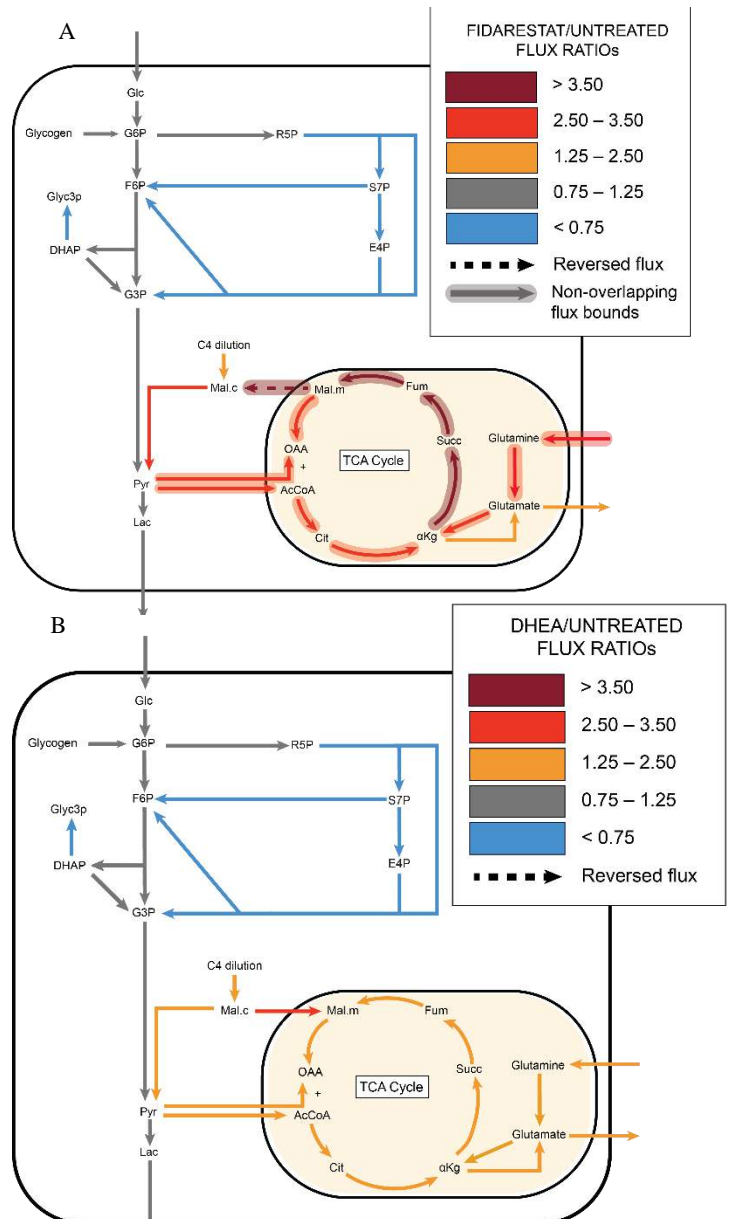 A
FIDARESTAT/UNTREATED
FLUX RATIOs
> 3.50
2.50 – 3.50
1.25 – 2.50
0.75 – 1.25
< 0.75
Reversed flux
Non-overlapping
flux bounds
Glc
Glycogen
G6P
R5P
F6P
S7P
Glyc3p
DHAP
E4P
G3P
C4 dilution
Mal.c
Mal.m
Fum
OAA
+
TCA Cycle
Succ
Glutamine
Pyr
AcCoA
Glutamate
Lac
Cit
αKg
B
DHEA/UNTREATED
FLUX RATIOs
> 3.50
2.50 – 3.50
1.25 – 2.50
0.75 – 1.25
< 0.75
Reversed flux
Glc
Glycogen
G6P
R5P
F6P
S7P
Glyc3p
DHAP
E4P
G3P
C4 dilution
Mal.c
Mal.m
Fum
OAA
+
TCA Cycle
Succ
Glutamine
Pyr
AcCoA
Glutamate
Lac
Cit
αKg